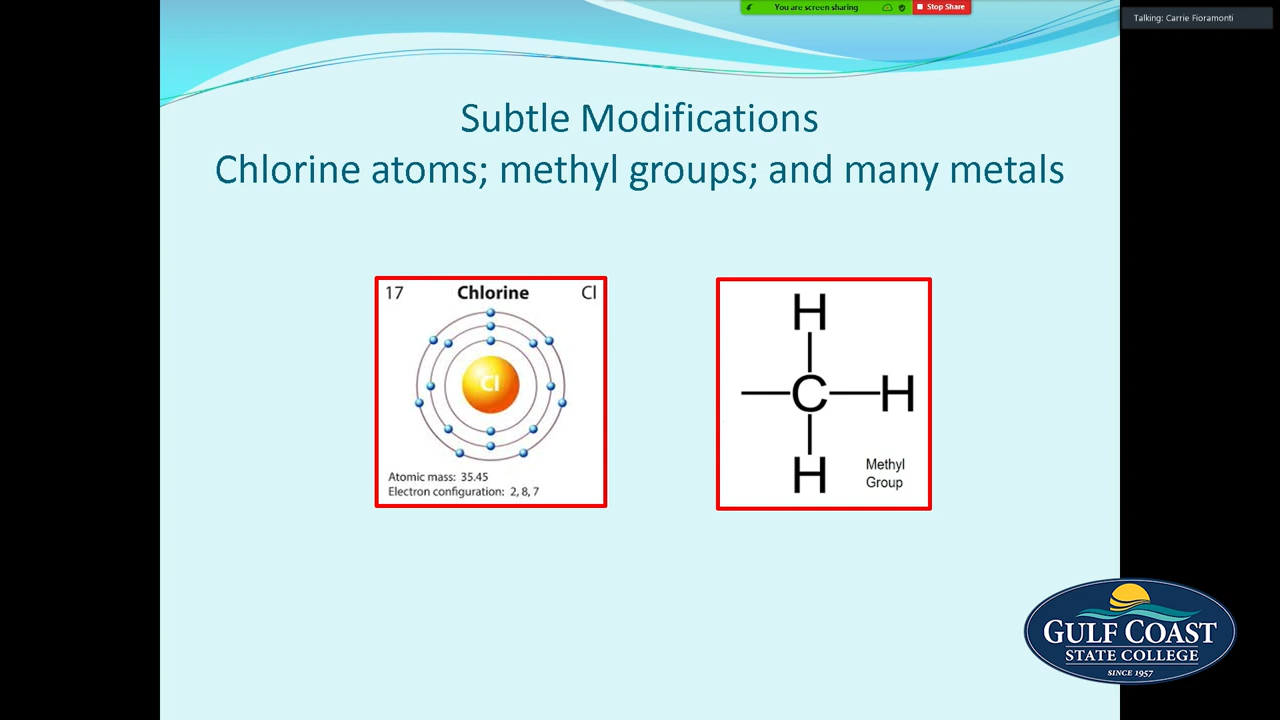 You are screen sharing
Stop Share
Talking: Carrie Fioramonti
Subtle Modifications
Chlorine atoms; methyl groups; and many metals
17 Chlorine Cl
Cl
Atomic mass: 35.45
Electron configuration: 2, 8, 7
H
C H
H
Methyl
Group
GULF COAST
STATE COLLEGE
SINCE 1957